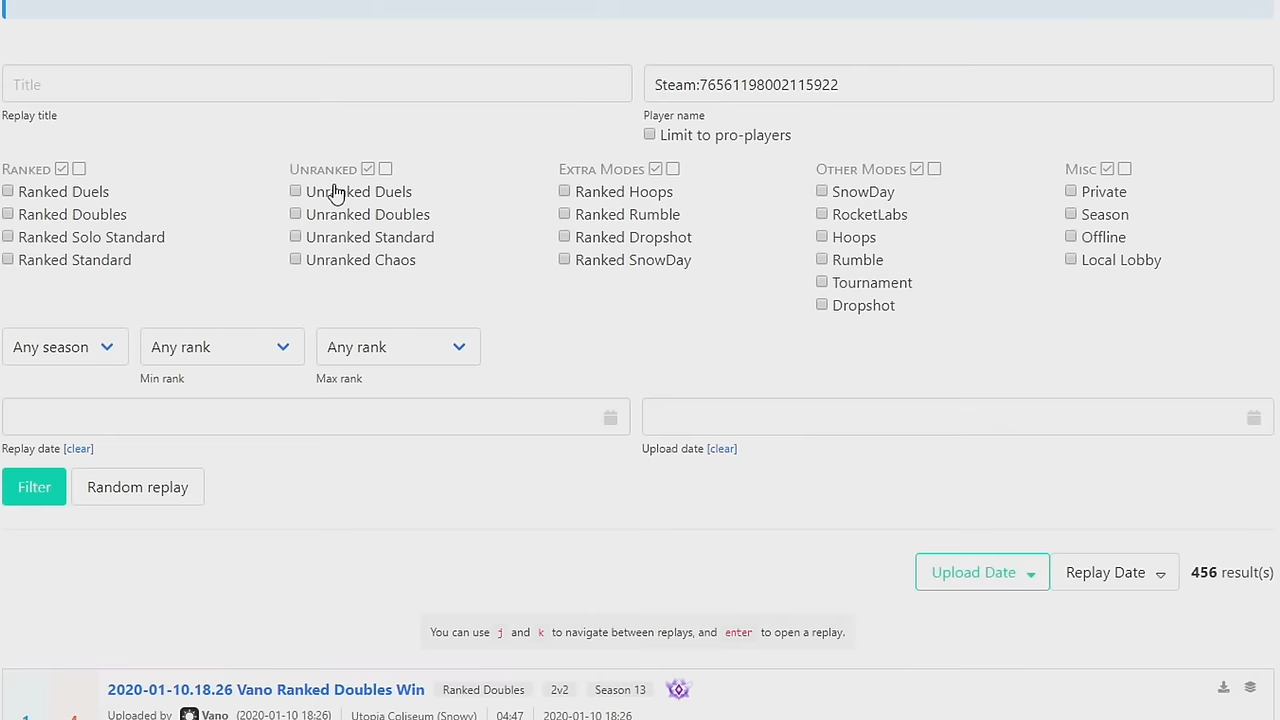 Title
Steam:76561198002115922
Replay title
Player name
Limit to pro-players
RANKED
UNRANKED
EXTRA MODES
OTHER MODES
MISC
Ranked Duels
Unranked Duels
Ranked Hoops
SnowDay
Private
Ranked Doubles
Unranked Doubles
Ranked Rumble
RocketLabs
Season
Ranked Solo Standard
Unranked Standard
Ranked Dropshot
Hoops
Offline
Ranked Standard
Unranked Chaos
Ranked SnowDay
Rumble
Local Lobby
Tournament
Dropshot
Any season
Any rank
Any rank
Min rank
Max rank
Replay date [clear]
Upload date [clear]
Filter
Random replay
Upload Date
Replay Date
456 result(s)
You can use j and k to navigate between replays, and enter to open a replay.
2020-01-10.18.26 Vano Ranked Doubles Win
Ranked Doubles
2v2
Season 13
Uploaded by Vano (2020-01-10 18:26)
Utopia Coliseum (Snowy)
04:47
2020-01-10 18:26